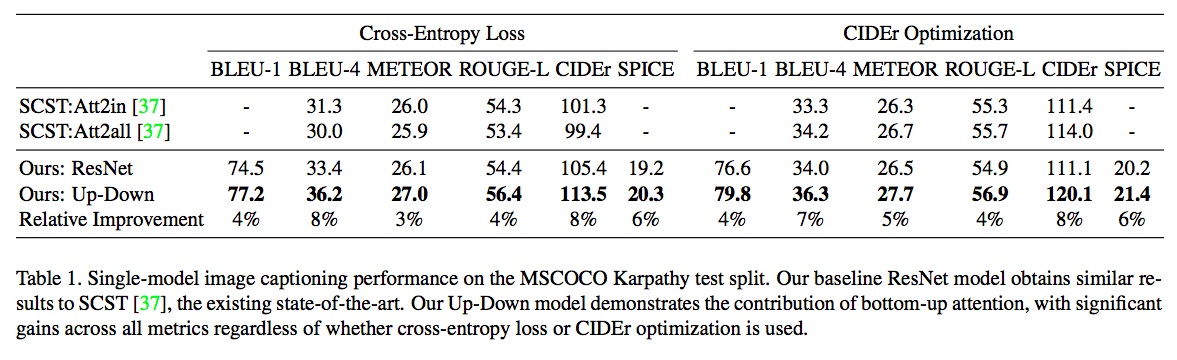 Cross-Entropy Loss CIDEr Optimization
BLEU-1 BLEU-4 METEOR ROUGE-L CIDEr SPICE BLEU-1 BLEU-4 METEOR ROUGE-L CIDEr SPICE
SCST:Att2in [37] - 31.3 26.0 54.3 101.3 - - 33.3 26.3 55.3 111.4 -
SCST:Att2all [37] - 30.0 25.9 53.4 99.4 - - 34.2 26.7 55.7 114.0 -
Ours: ResNet 74.5 33.4 26.1 54.4 105.4 19.2 76.6 34.0 26.5 54.9 111.1 20.2
Ours: Up-Down 77.2 36.2 27.0 56.4 113.5 20.3 79.8 36.3 27.7 56.9 120.1 21.4
Relative Improvement 4% 8% 3% 4% 8% 6% 4% 7% 5% 4% 8% 6%
Table 1. Single-model image captioning performance on the MSCOCO Karpathy test split. Our baseline ResNet model obtains similar re-
sults to SCST [37], the existing state-of-the-art. Our Up-Down model demonstrates the contribution of bottom-up attention, with significant
gains across all metrics regardless of whether cross-entropy loss or CIDEr optimization is used.